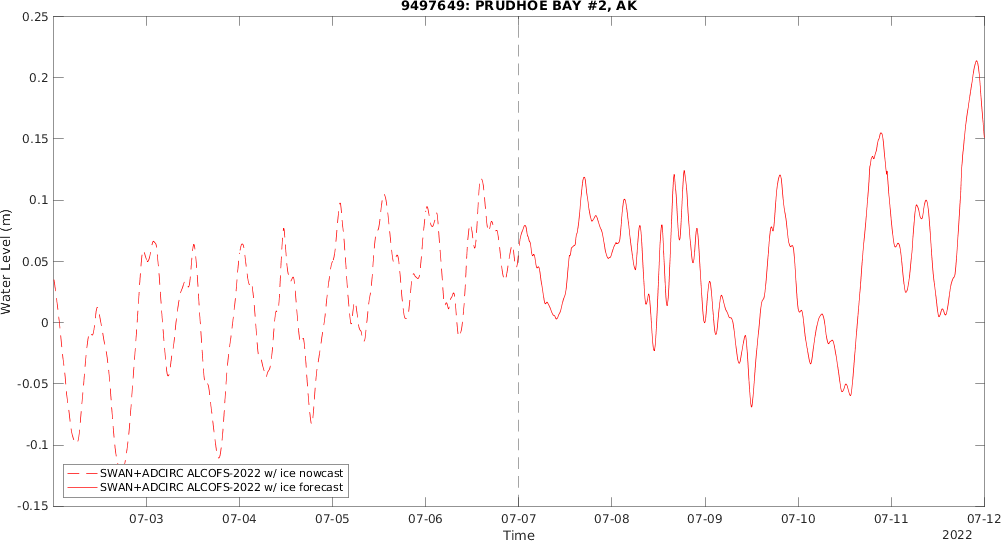 9497649: PRUDHOE BAY #2, AK
0.25
0.2
0.15
0.1
0.05
0
-0.05
-0.1
-0.15
Water Level (m)
SWAN+ADCIRC ALCOFS-2022 w/ ice nowcast
SWAN+ADCIRC ALCOFS-2022 w/ ice forecast
07-03 07-04 07-05 07-06 07-07 07-08 07-09 07-10 07-11 07-12
Time
2022